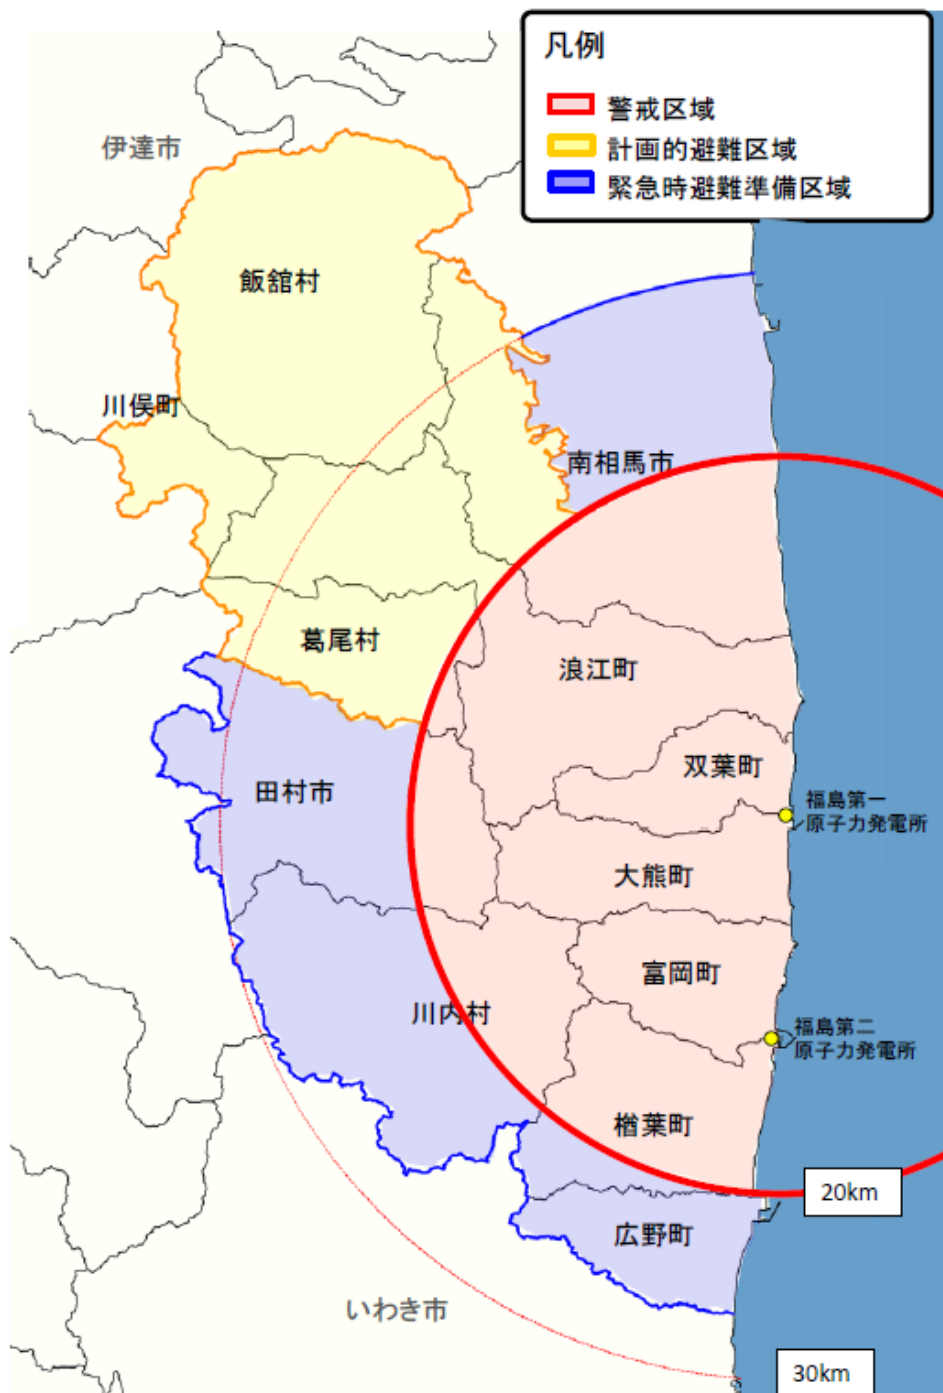 凡例
警戒区域
計画的避難区域
緊急時避難準備区域
伊達市
飯舘村
川俣町
南相馬市
葛尾村
浪江町
双葉町
田村市
福島第一
原子力発電所
大熊町
富岡町
川内村
福島第二
原子力発電所
楢葉町
20km
広野町
いわき市
30km